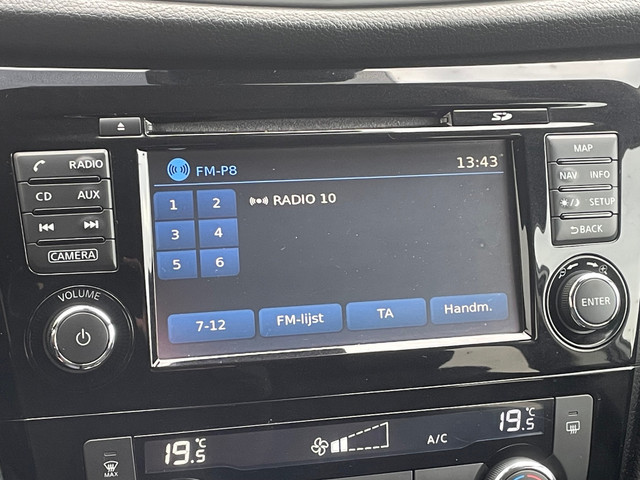 SD
FM-P8 13:43
RADIO
CD AUX
CAMERA
VOLUME
1 2
3 4
5 6
RADIO 10
7-12 FM-lijst TA Handm.
MAP
NAV INFO
SETUP
BACK
ENTER
19.5 °C
A/C
19.5 °C
MAX